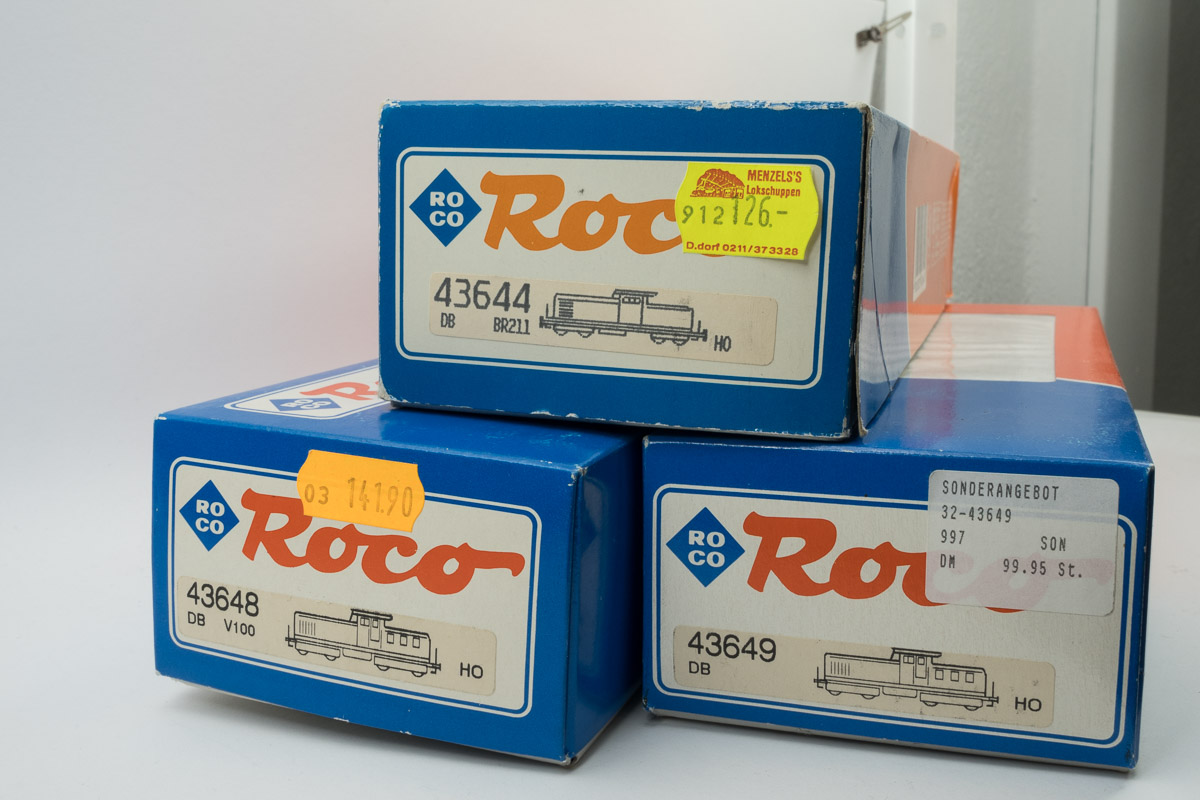 RO
CO
Roc
MENZELS'S
Lokschuppen
912 126.-
D.dorf 0211/373328
43644
DB BR211
HO
RO
CO
03 141.90
Roco
43648
DB V100
HO
RO
CO
Roco
SONDERANGEBOT
32-43649
997 SON
DM 99.95 St.
43649
DB
HO